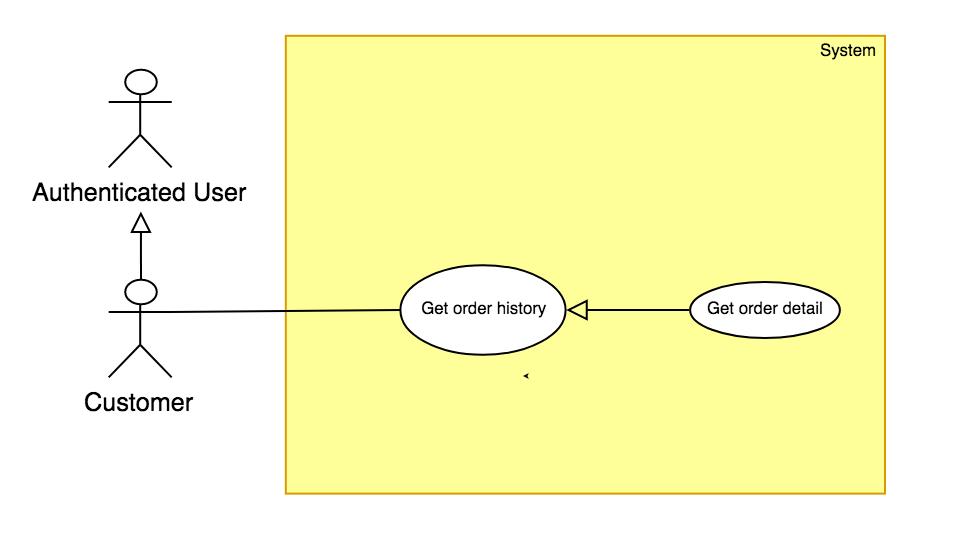 System
Authenticated User
Get order history
Get order detail
Customer